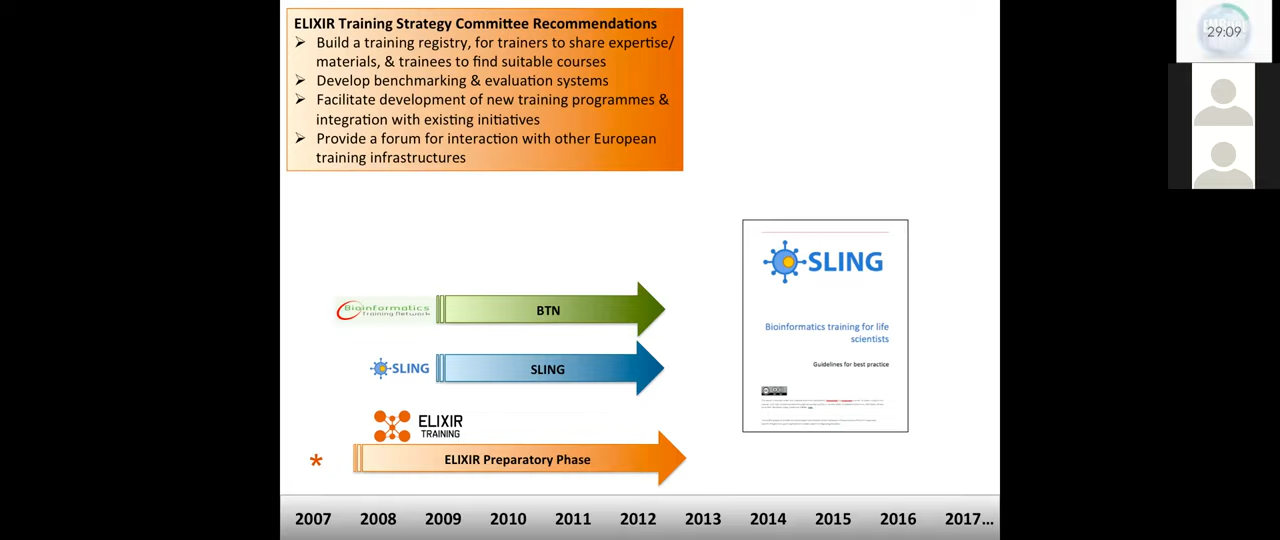 ELIXIR Training Strategy Committee Recommendations
➢ Build a training registry, for trainers to share expertise/
materials, & trainees to find suitable courses
➢ Develop benchmarking & evaluation systems
➢ Facilitate development of new training programmes &
integration with existing initiatives
➢ Provide a forum for interaction with other European
training infrastructures
29:09
SLING
Bioinformatics training for life
scientists
Guidelines for best practice
Bioinformatics
Training Network
BTN
SLING
SLING
ELIXIR
TRAINING
* ELIXIR Preparatory Phase
2007 2008 2009 2010 2011 2012 2013 2014 2015 2016 2017...